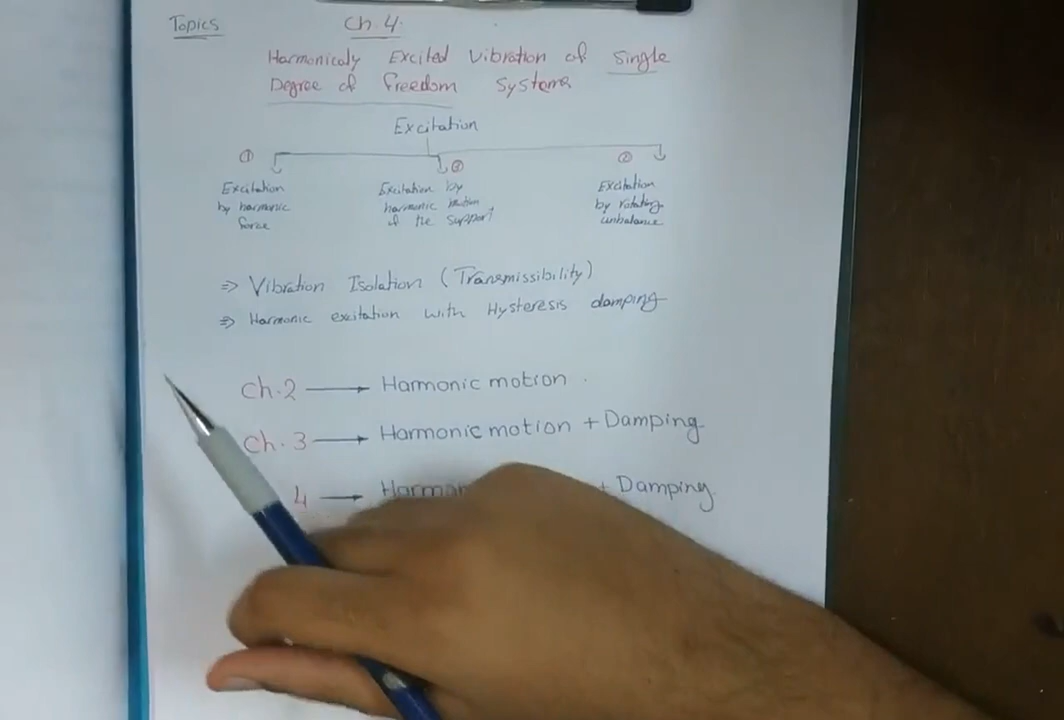 Topics
Ch 4.
Harmonicaly Excited Vibration of Single
Degree of freedom Systems
Excitation
① ② ②
Excitation
by harmonic
force
Excitation by
harmonic motion
of the support
Excitation
by rotating
unbalance
⇒ Vibration Isolation (Transmissibility)
⇒ Harmonic excitation with Hysteresis damping
Ch.2 → Harmonic motion
Ch.3 → Harmonic motion + Damping
4 → + Damping